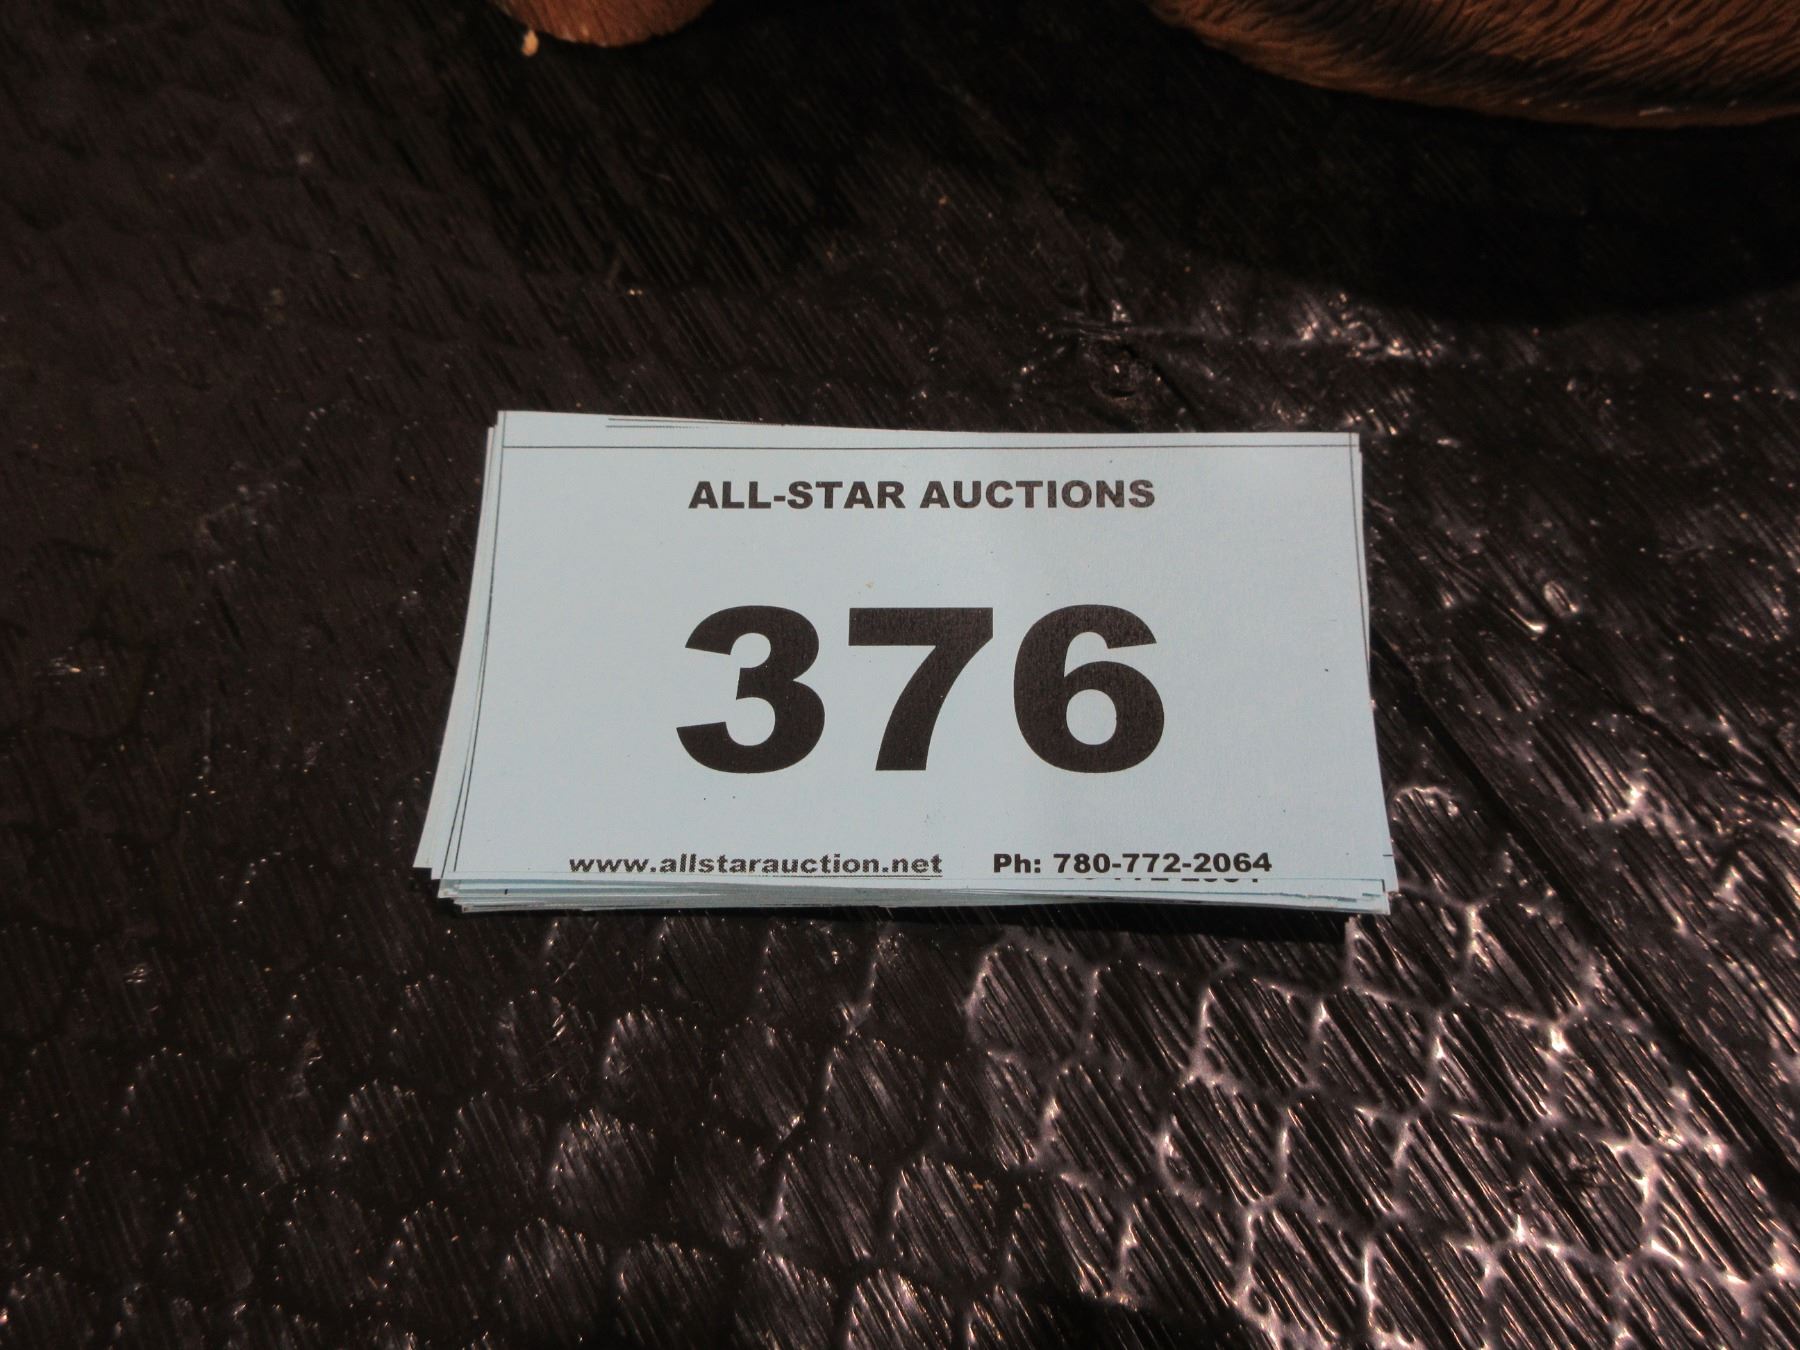 ALL-STAR AUCTIONS
376
www.allstarauction.net Ph: 780-772-2064